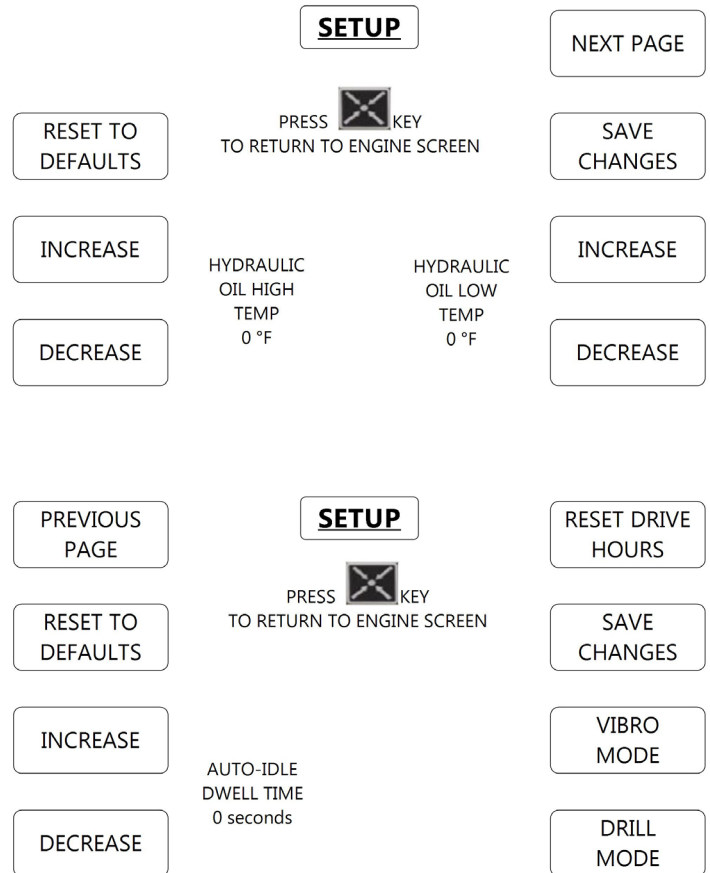 SETUP
NEXT PAGE
PRESS KEY
TO RETURN TO ENGINE SCREEN
RESET TO
DEFAULTS
SAVE
CHANGES
INCREASE
INCREASE
HYDRAULIC
OIL HIGH
TEMP
0 °F
HYDRAULIC
OIL LOW
TEMP
0 °F
DECREASE
DECREASE
PREVIOUS
PAGE
SETUP
RESET DRIVE
HOURS
PRESS KEY
TO RETURN TO ENGINE SCREEN
RESET TO
DEFAULTS
SAVE
CHANGES
INCREASE
VIBRO
MODE
AUTO-IDLE
DWELL TIME
0 seconds
DECREASE
DRILL
MODE